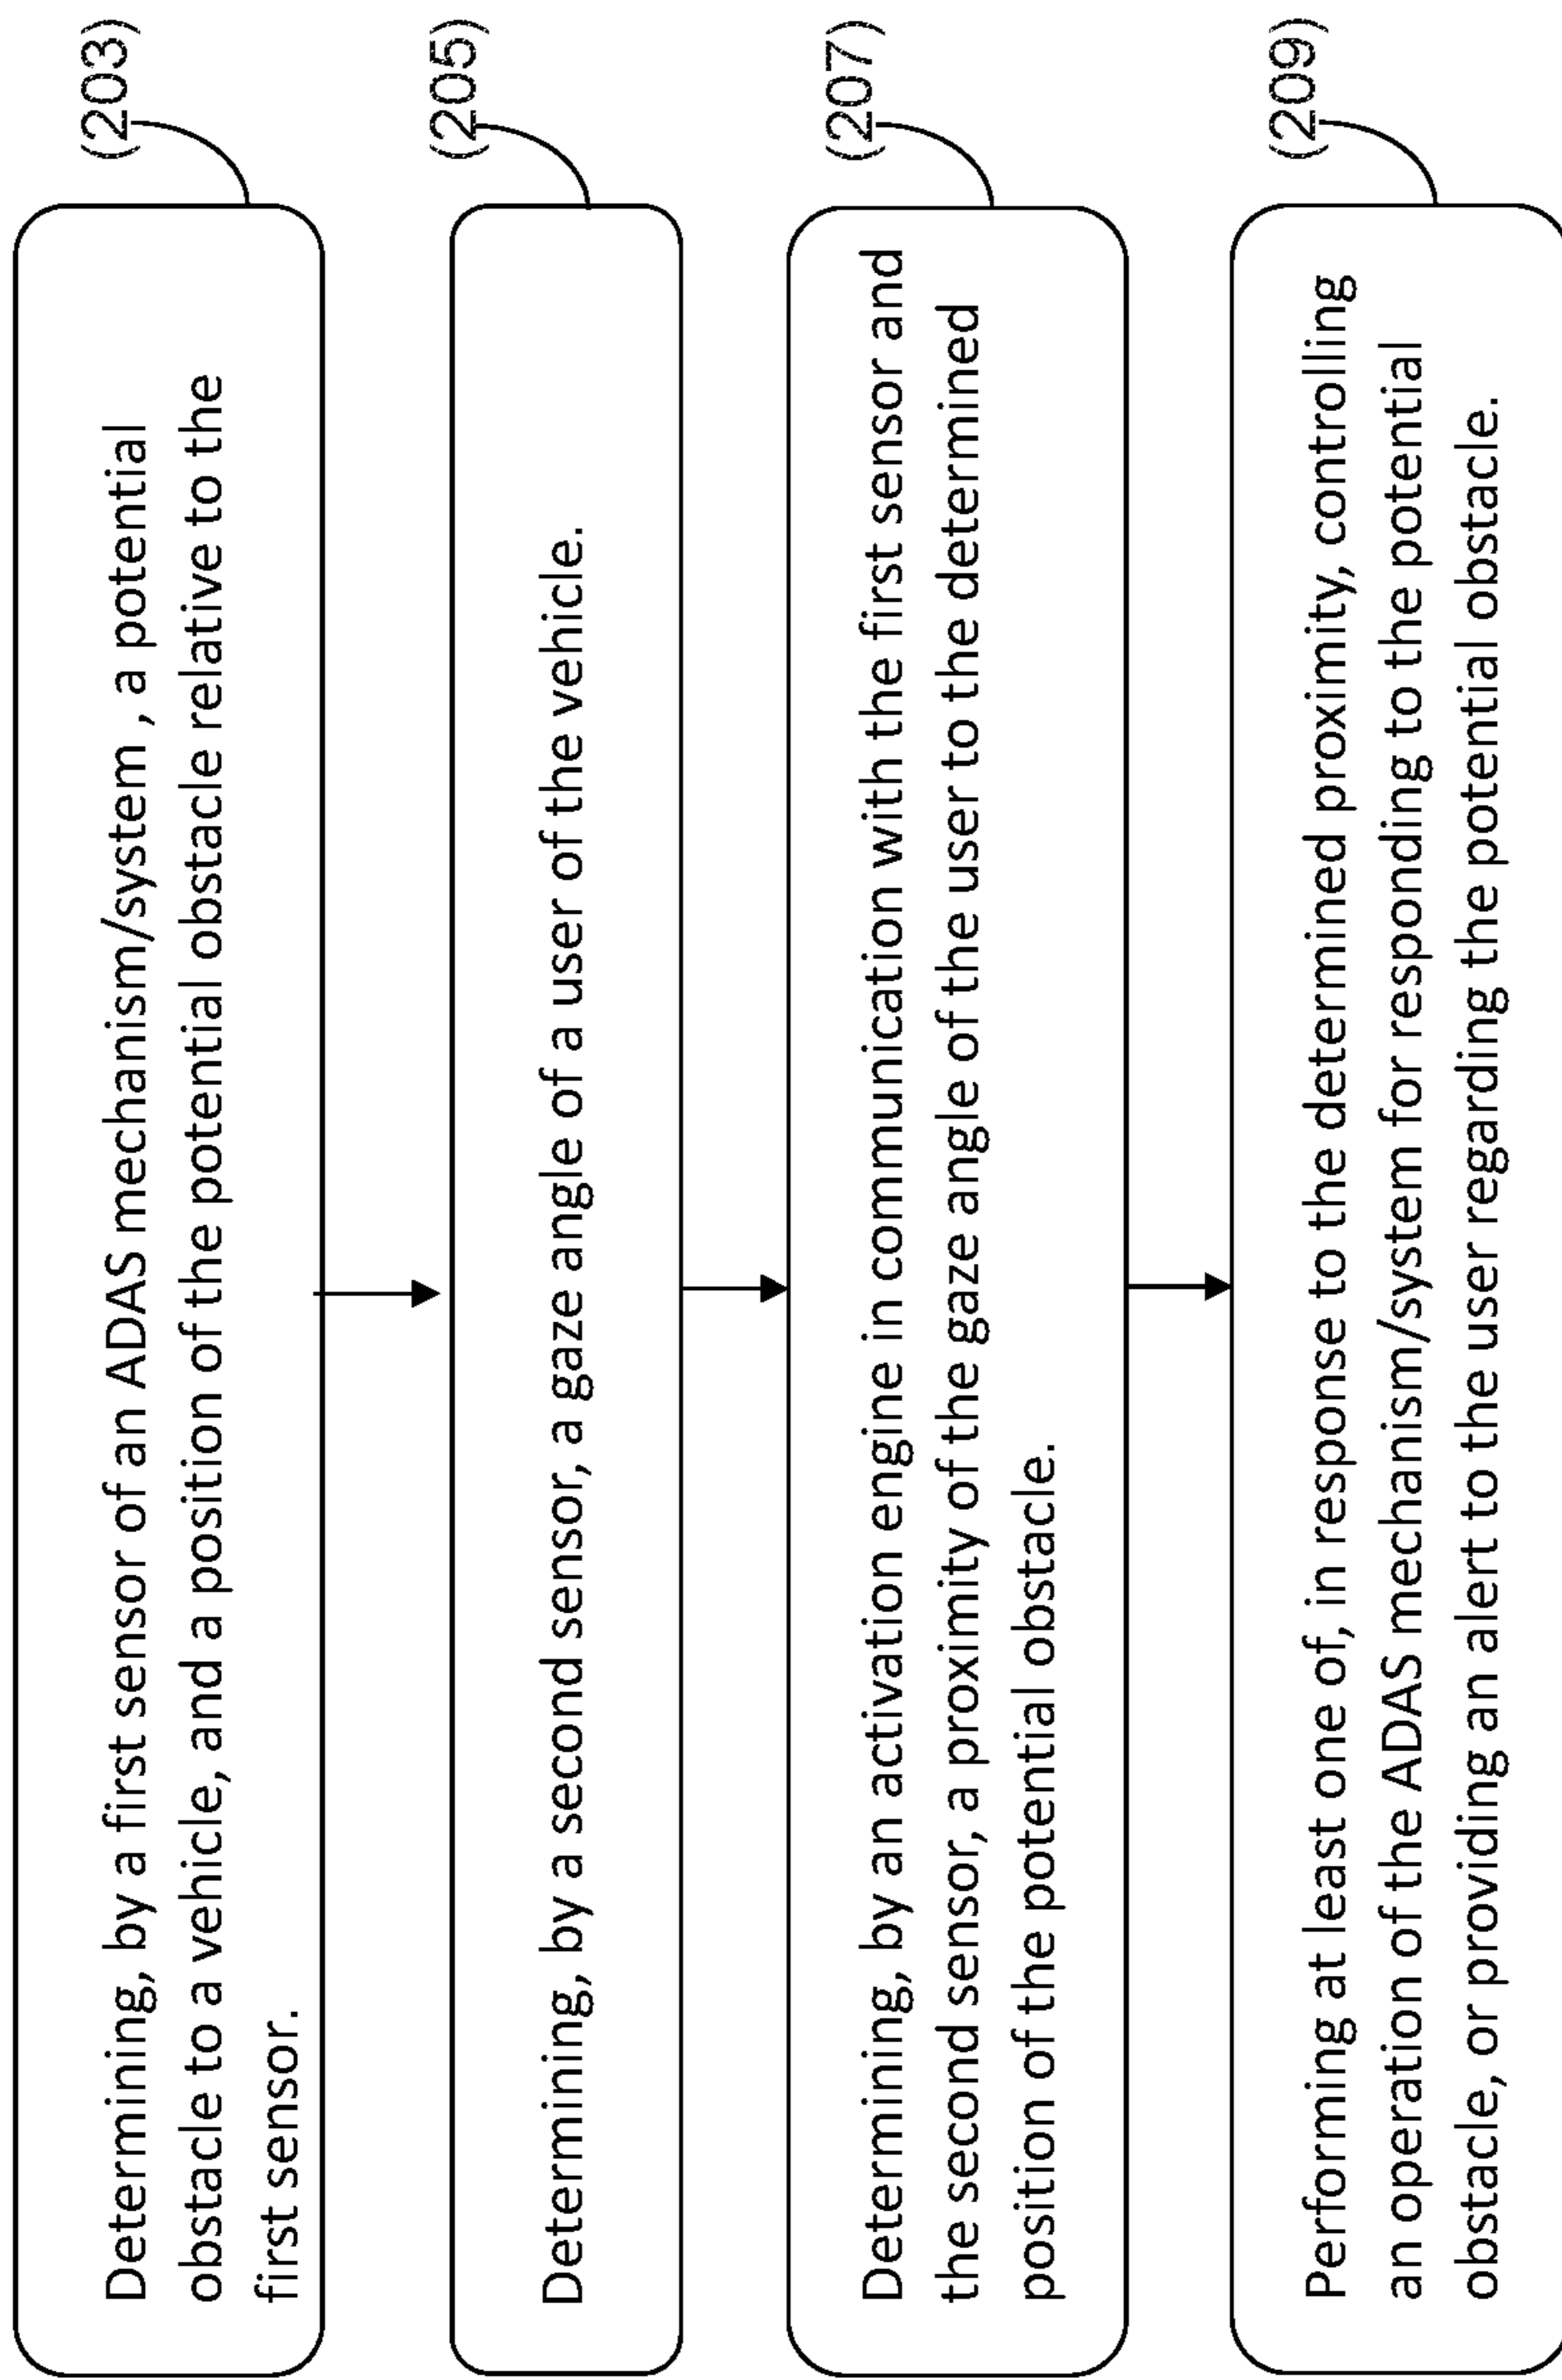 Determining, by a first sensor of an ADAS mechanism/system , a potential
obstacle to a vehicle, and a position of the potential obstacle relative to the
first sensor.
(203)
Determining, by a second sensor, a gaze angle of a user of the vehicle.
(205)
Determining, by an activation engine in communication with the first sensor and
the second sensor, a proximity of the gaze angle of the user to the determined
position of the potential obstacle.
(207)
Performing at least one of, in response to the determined proximity, controlling
an operation of the ADAS mechanism/system for responding to the potential
obstacle, or providing an alert to the user regarding the potential obstacle.
(209)